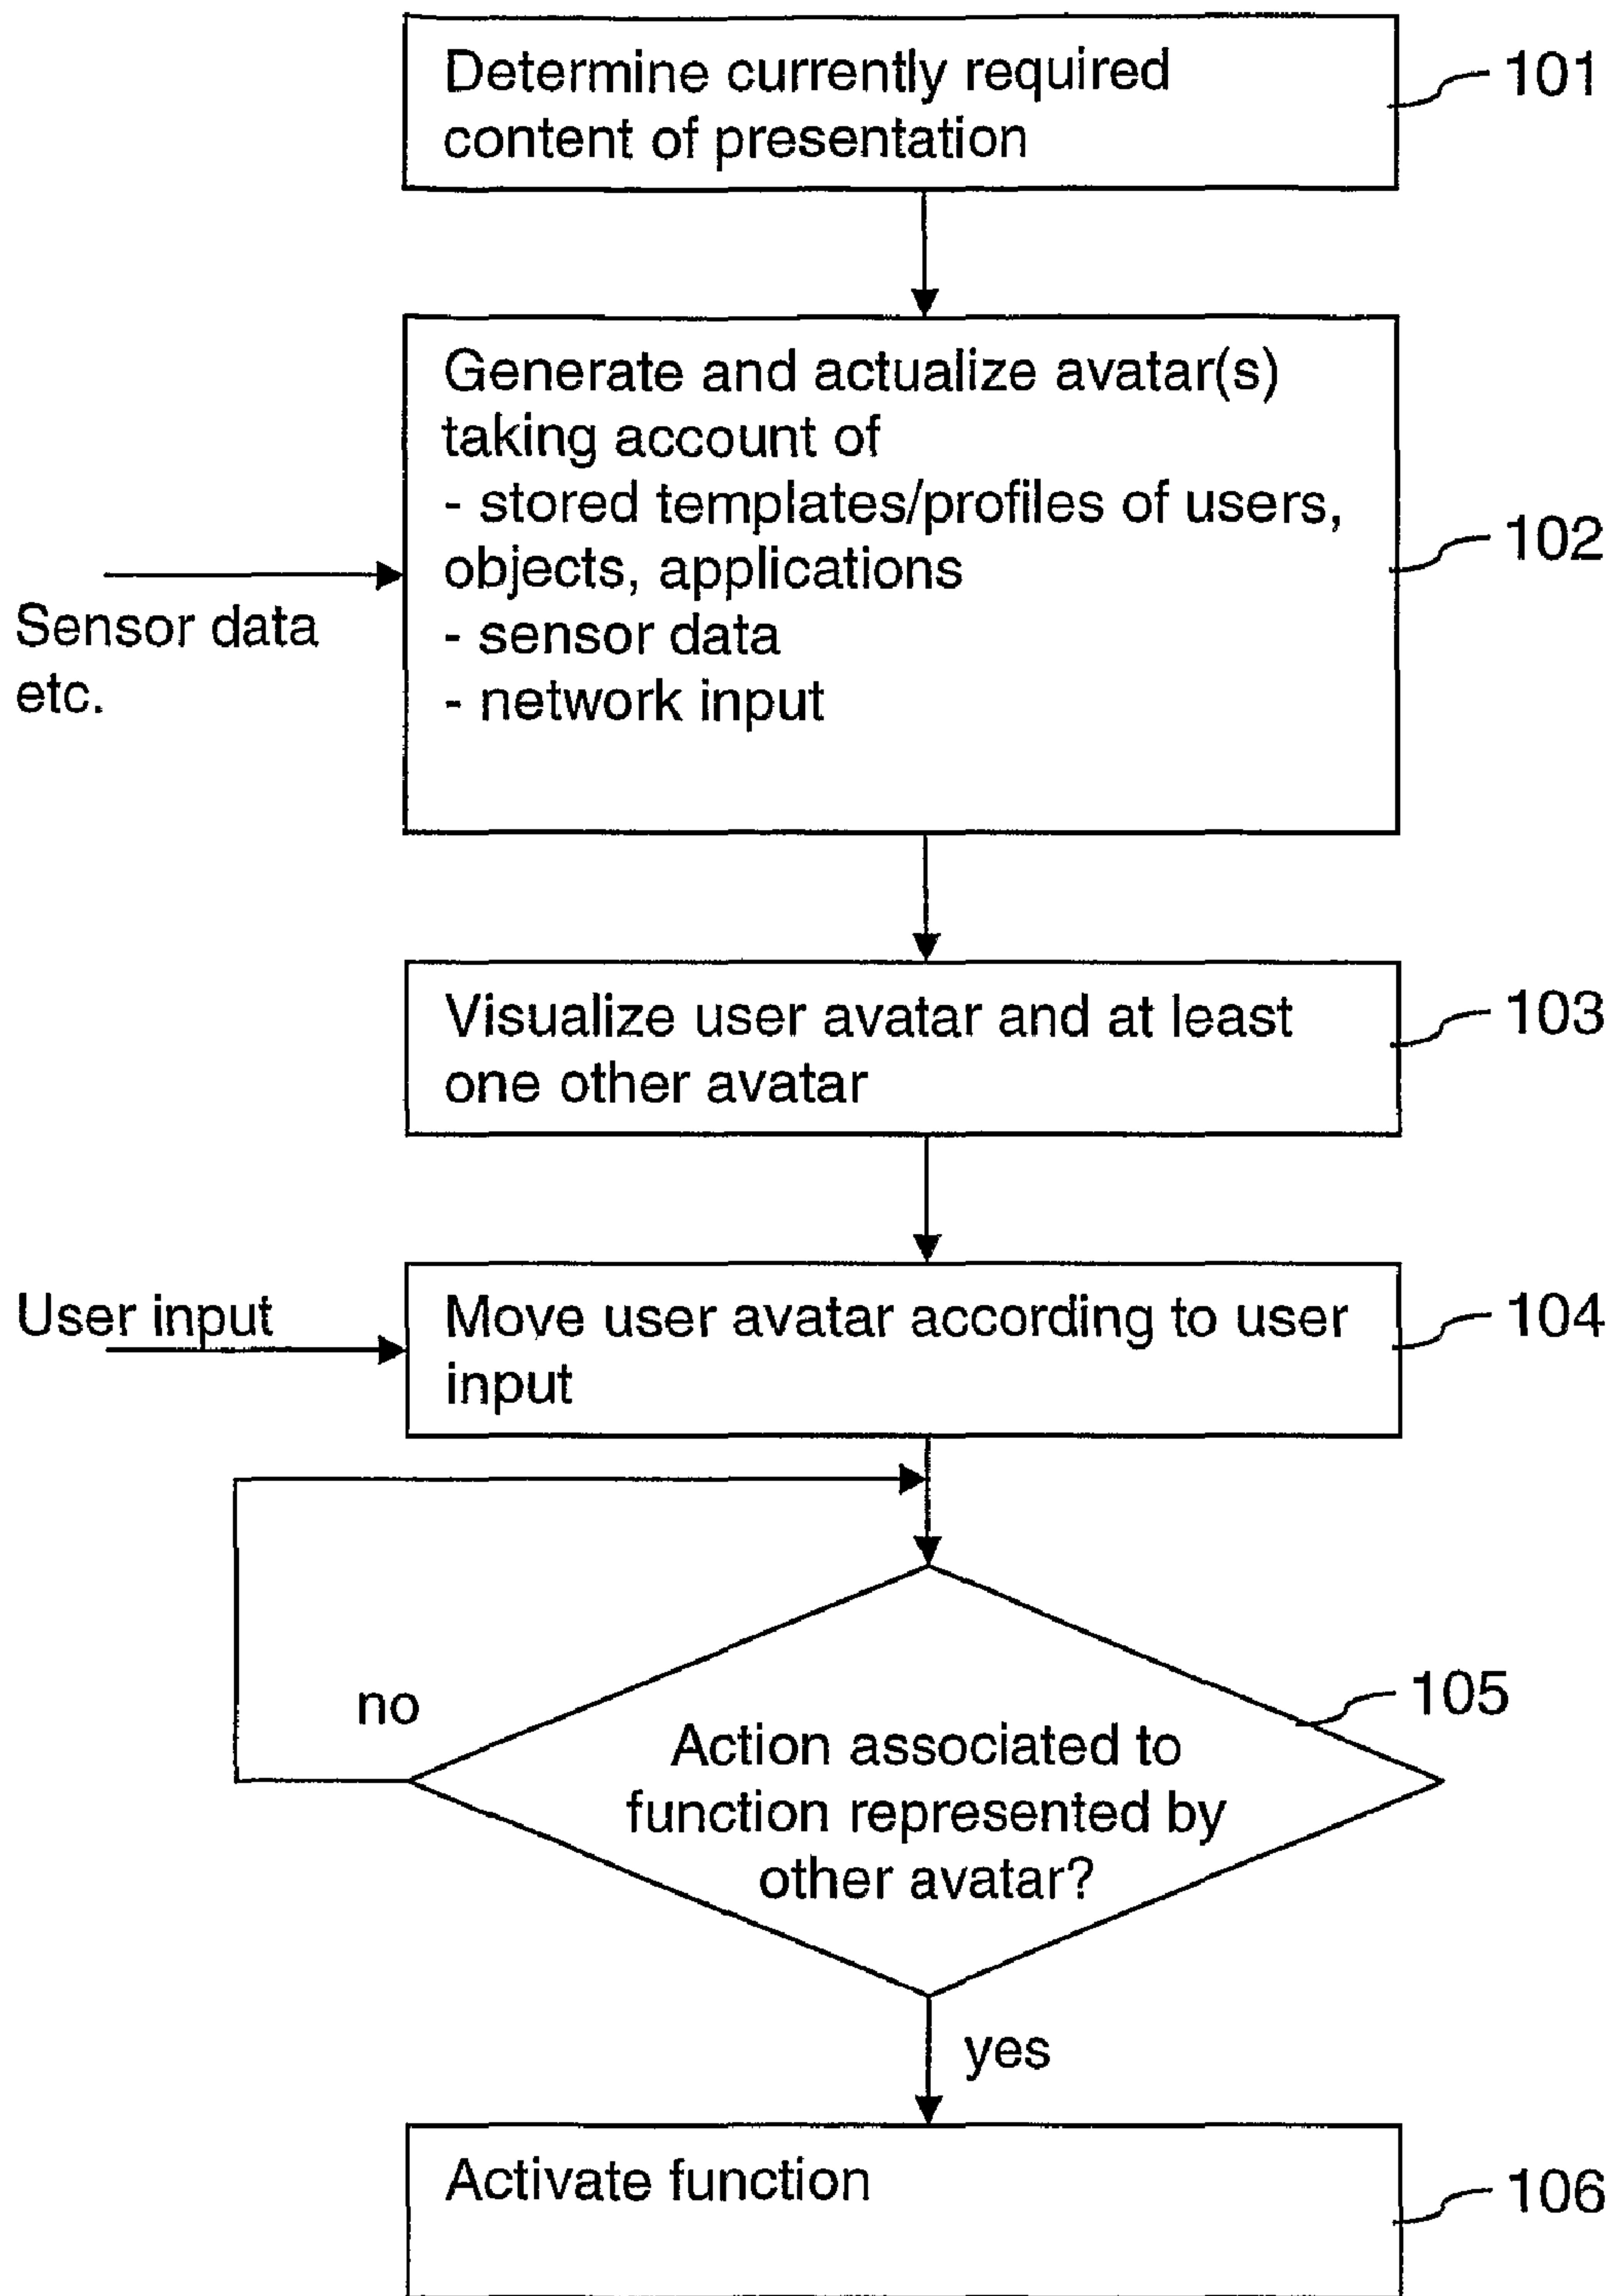 Determine currently required
content of presentation
101
Generate and actualize avatar(s)
taking account of
- stored templates/profiles of users,
objects, applications
- sensor data
- network input
102
Sensor data
etc.
Visualize user avatar and at least
one other avatar
103
User input
Move user avatar according to user
input
104
no
105
Action associated to
function represented by
other avatar?
yes
Activate function
106